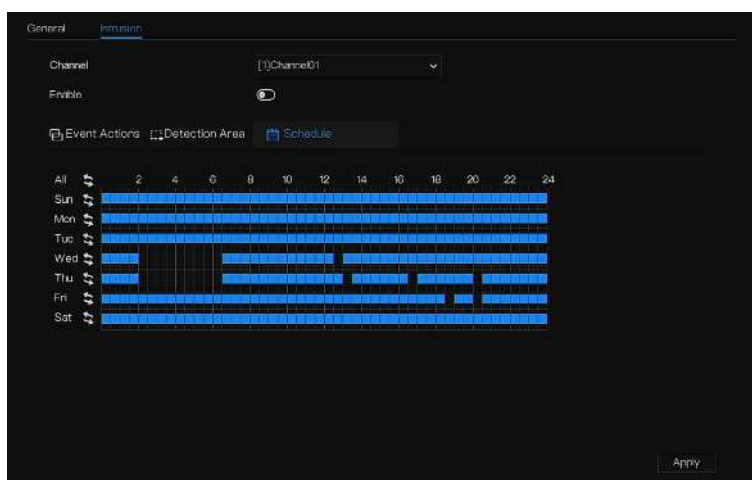 General Intrusion
Channel (1)Channel01
Enable
Event Actions Detection Area Schedule
All 2 4 6 8 10 12 14 16 18 20 22 24
Sun
Mon
Tue
Wed
Thu
Fri
Sat
Apply